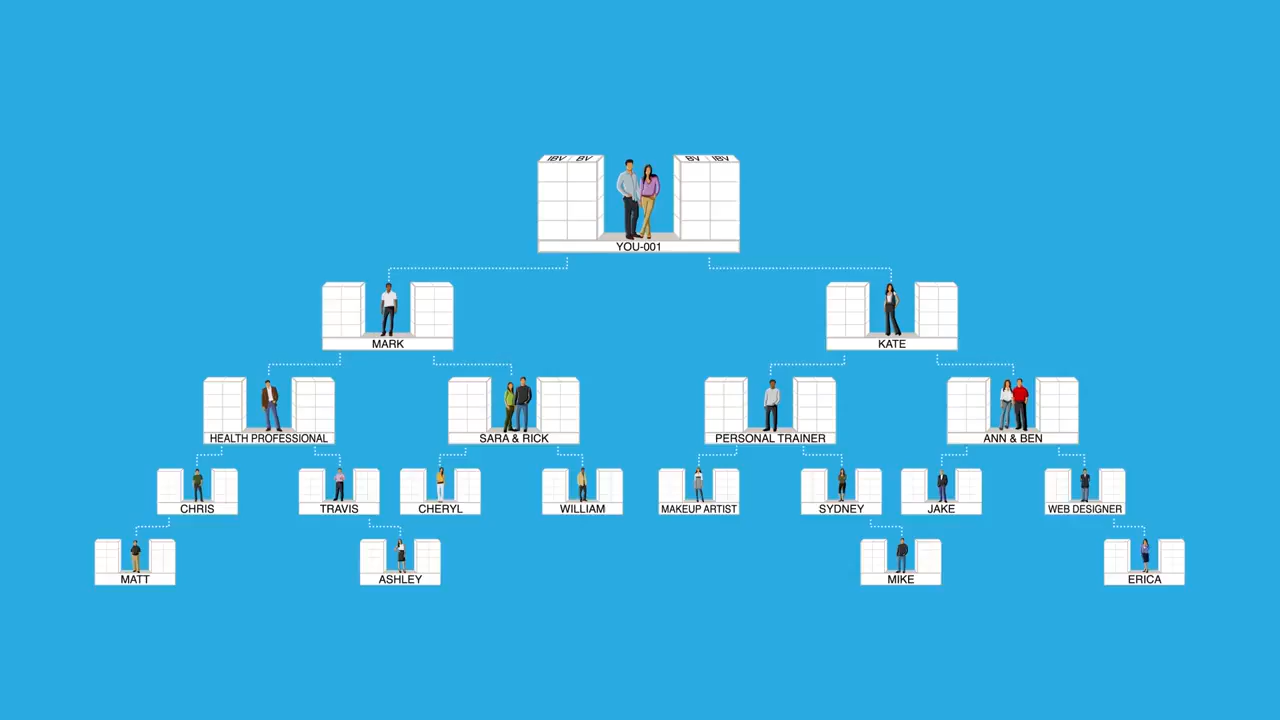 IBV BV BV IBV
YOU-001
MARK
KATE
HEALTH PROFESSIONAL
SARA & RICK
PERSONAL TRAINER
ANN & BEN
CHRIS
TRAVIS
CHERYL
WILLIAM
MAKEUP ARTIST
SYDNEY
JAKE
WEB DESIGNER
MATT
ASHLEY
MIKE
ERICA